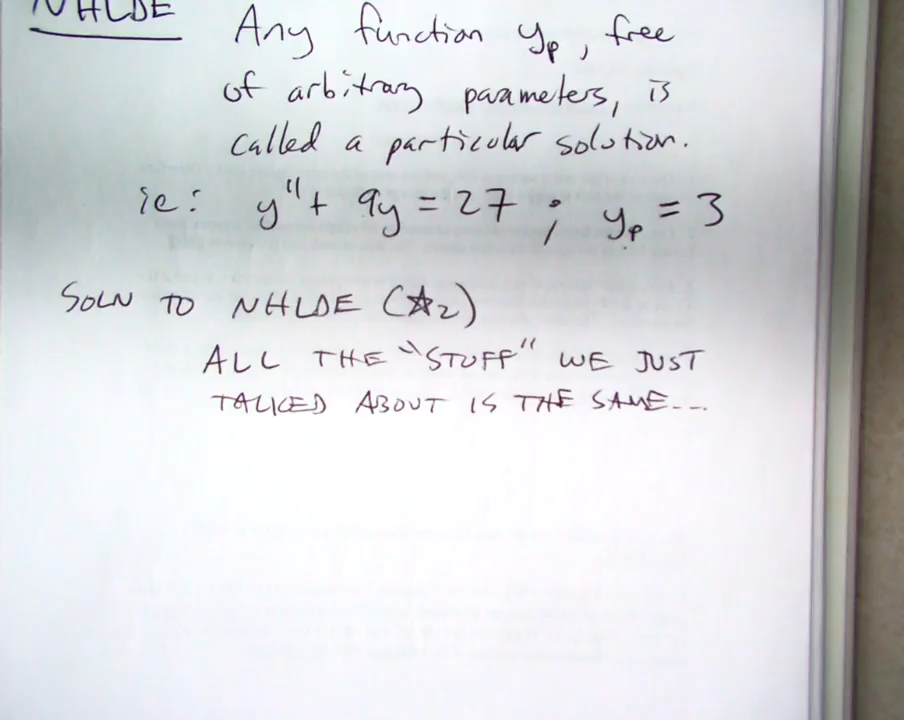 NHLDE Any function yp, free
of arbitrary parameters, is
called a particular solution.
ie: y" + 9y = 27 ; yp = 3
SOLN TO NHLDE (☆2)
ALL THE "STUFF" WE JUST
TALKED ABOUT IS THE SAME...